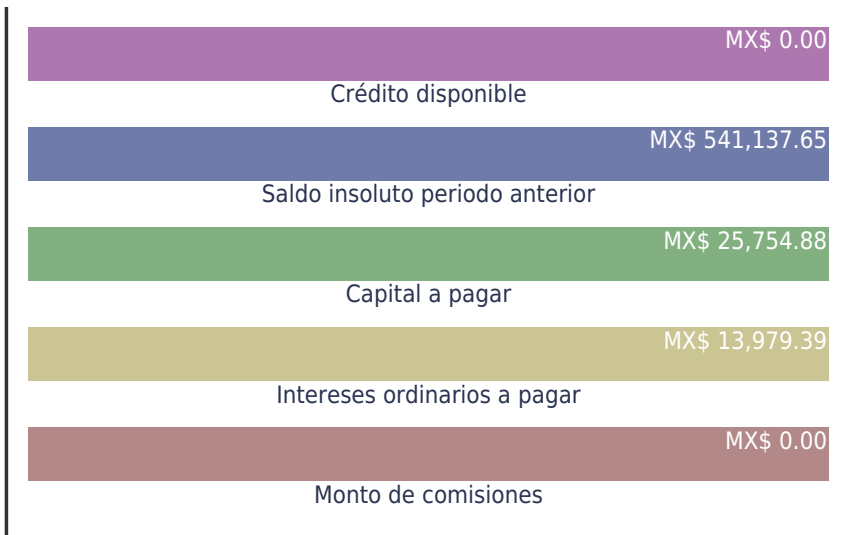 MX$ 0.00
Crédito disponible
MX$ 541,137.65
Saldo insoluto periodo anterior
MX$ 25,754.88
Capital a pagar
MX$ 13,979.39
Intereses ordinarios a pagar
MX$ 0.00
Monto de comisiones